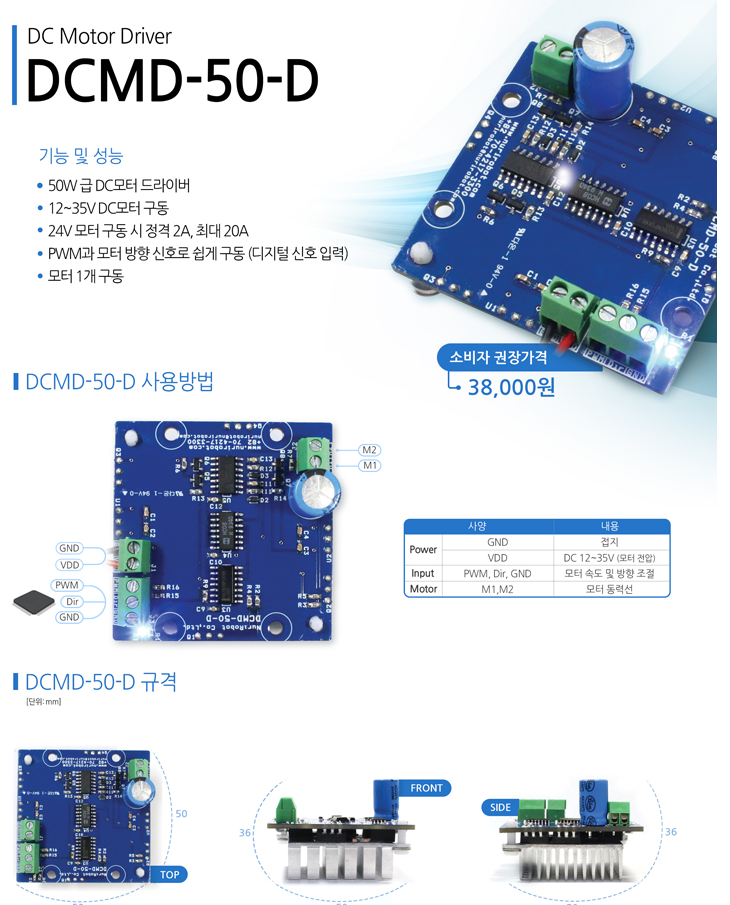 DC Motor Driver
DCMD-50-D
기능 및 성능
• 50W 급 DC모터 드라이버
• 12~35V DC모터 구동
• 24V 모터 구동 시 정격 2A, 최대 20A
• PWM과 모터 방향 신호로 쉽게 구동 (디지털 신호 입력)
• 모터 1개 구동
소비자 권장가격
38,000원
DCMD-50-D 사용방법
M2
M1
GND
VDD
PWM
Dir
GND
사양 내용
Power GND 접지
VDD DC 12~35V (모터 전압)
Input PWM, Dir, GND 모터 속도 및 방향 조절
Motor M1,M2 모터 동력선
DCMD-50-D 규격
[단위: mm]
50
TOP
36
FRONT
SIDE
36